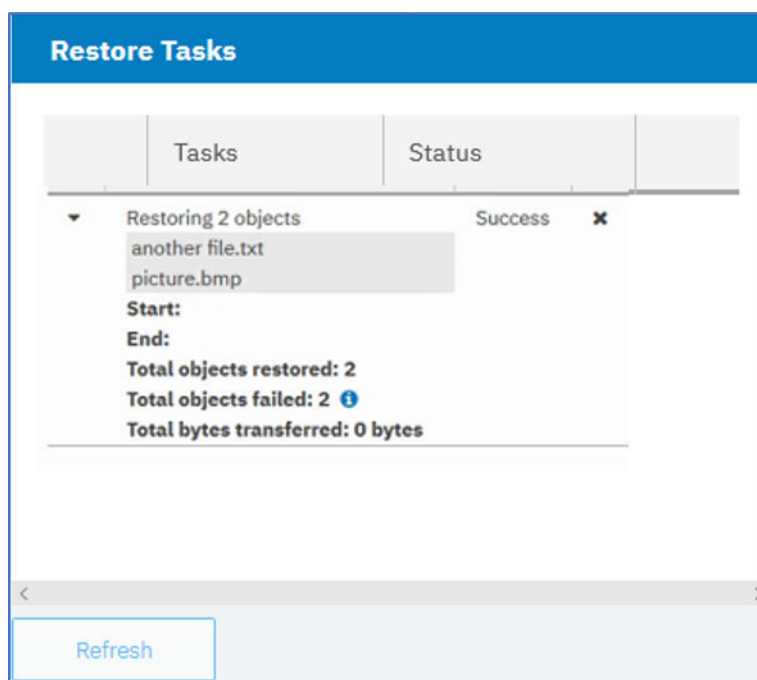 Restore Tasks
Tasks Status
Restoring 2 objects Success
another file.txt
picture.bmp
Start:
End:
Total objects restored: 2
Total objects failed: 2
Total bytes transferred: 0 bytes
Refresh